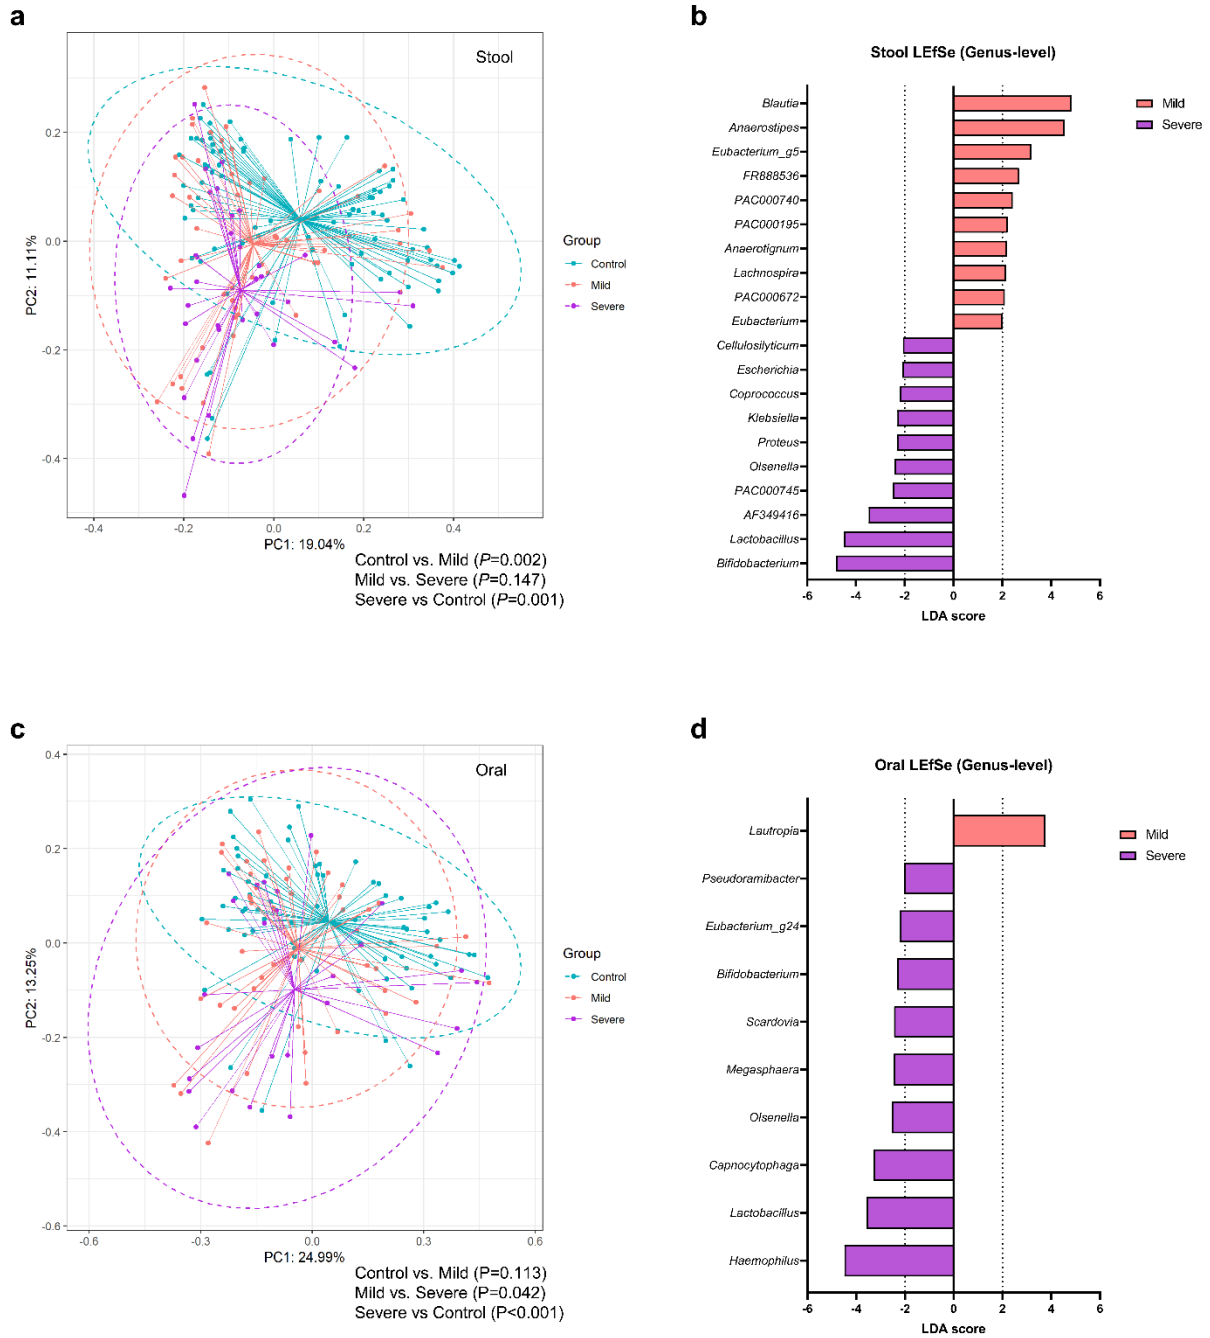 a
Stool
0.2
0.0
-0.2
-0.4
PC2: 11.11%
-0.4
-0.2
0.0
0.2
0.4
PC1: 19.04%
Group
Control
Mild
Severe
Control vs. Mild (P=0.002)
Mild vs. Severe (P=0.147)
Severe vs Control (P=0.001)
b
Stool LEfSe (Genus-level)
Blautia
Anaerostipes
Eubacterium_g5
FR888536
PAC000740
PAC000195
Anaerotignum
Lachnospira
PAC000672
Eubacterium
Cellulosilyticum
Escherichia
Coprococcus
Klebsiella
Proteus
Olsenella
PAC000745
AF349416
Lactobacillus
Bifidobacterium
-6
-4
-2
0
2
4
6
LDA score
Mild
Severe
c
Oral
0.4
0.2
0.0
-0.2
-0.4
-0.6
PC2: 13.25%
-0.6
-0.3
0.0
0.3
0.6
PC1: 24.99%
Group
Control
Mild
Severe
Control vs. Mild (P=0.113)
Mild vs. Severe (P=0.042)
Severe vs Control (P<0.001)
d
Oral LEfSe (Genus-level)
Lautropia
Pseudoramibacter
Eubacterium_g24
Bifidobacterium
Scardovia
Megasphaera
Olsenella
Capnocytophaga
Lactobacillus
Haemophilus
-6
-4
-2
0
2
4
6
LDA score
Mild
Severe